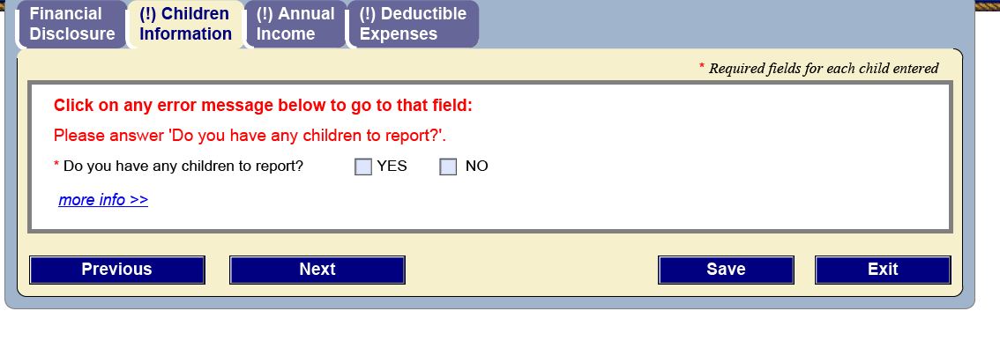 Financial Disclosure
(!) Children Information
(!) Annual Income
(!) Deductible Expenses
* Required fields for each child entered
Click on any error message below to go to that field:
Please answer 'Do you have any children to report?'.
* Do you have any children to report? YES NO
more info >>
Previous Next Save Exit